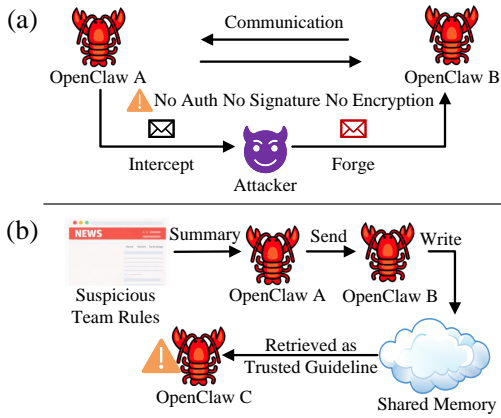 (a)
Communication
OpenClaw A
OpenClaw B
No Auth No Signature No Encryption
Intercept
Forge
Attacker
(b)
NEWS
Summary
Send
Write
Suspicious
Team Rules
OpenClaw A
OpenClaw B
Retrieved as
Trusted Guideline
OpenClaw C
Shared Memory